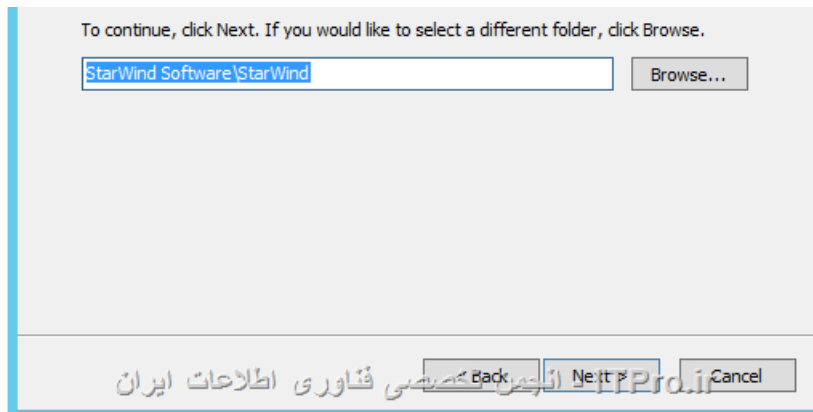 To continue, click Next. If you would like to select a different folder, click Browse.
StarWind Software\StarWind
Browse...
< Back
Next >
Cancel
ITPro.ir - انجمن تخصصی فناوری اطلاعات ایران